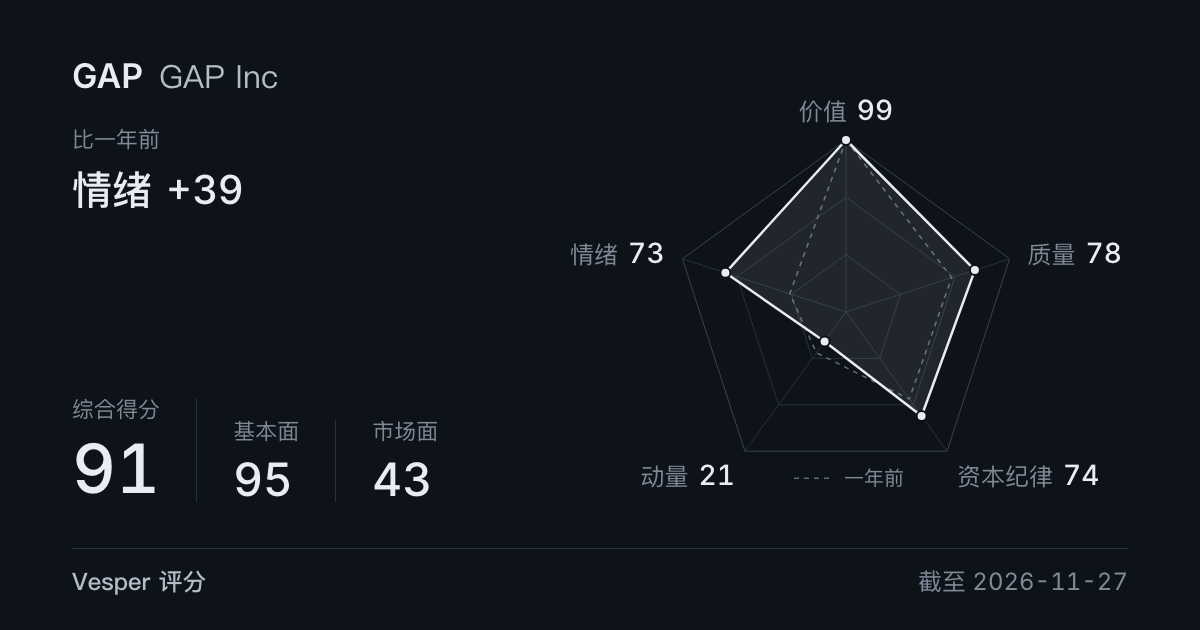 GAP GAP Inc
比一年前
情绪 +39
价值 99
情绪 73
质量 78
动量 21
一年前
资本纪律 74
综合得分
91
基本面
95
市场面
43
Vesper 评分
截至 2026-11-27